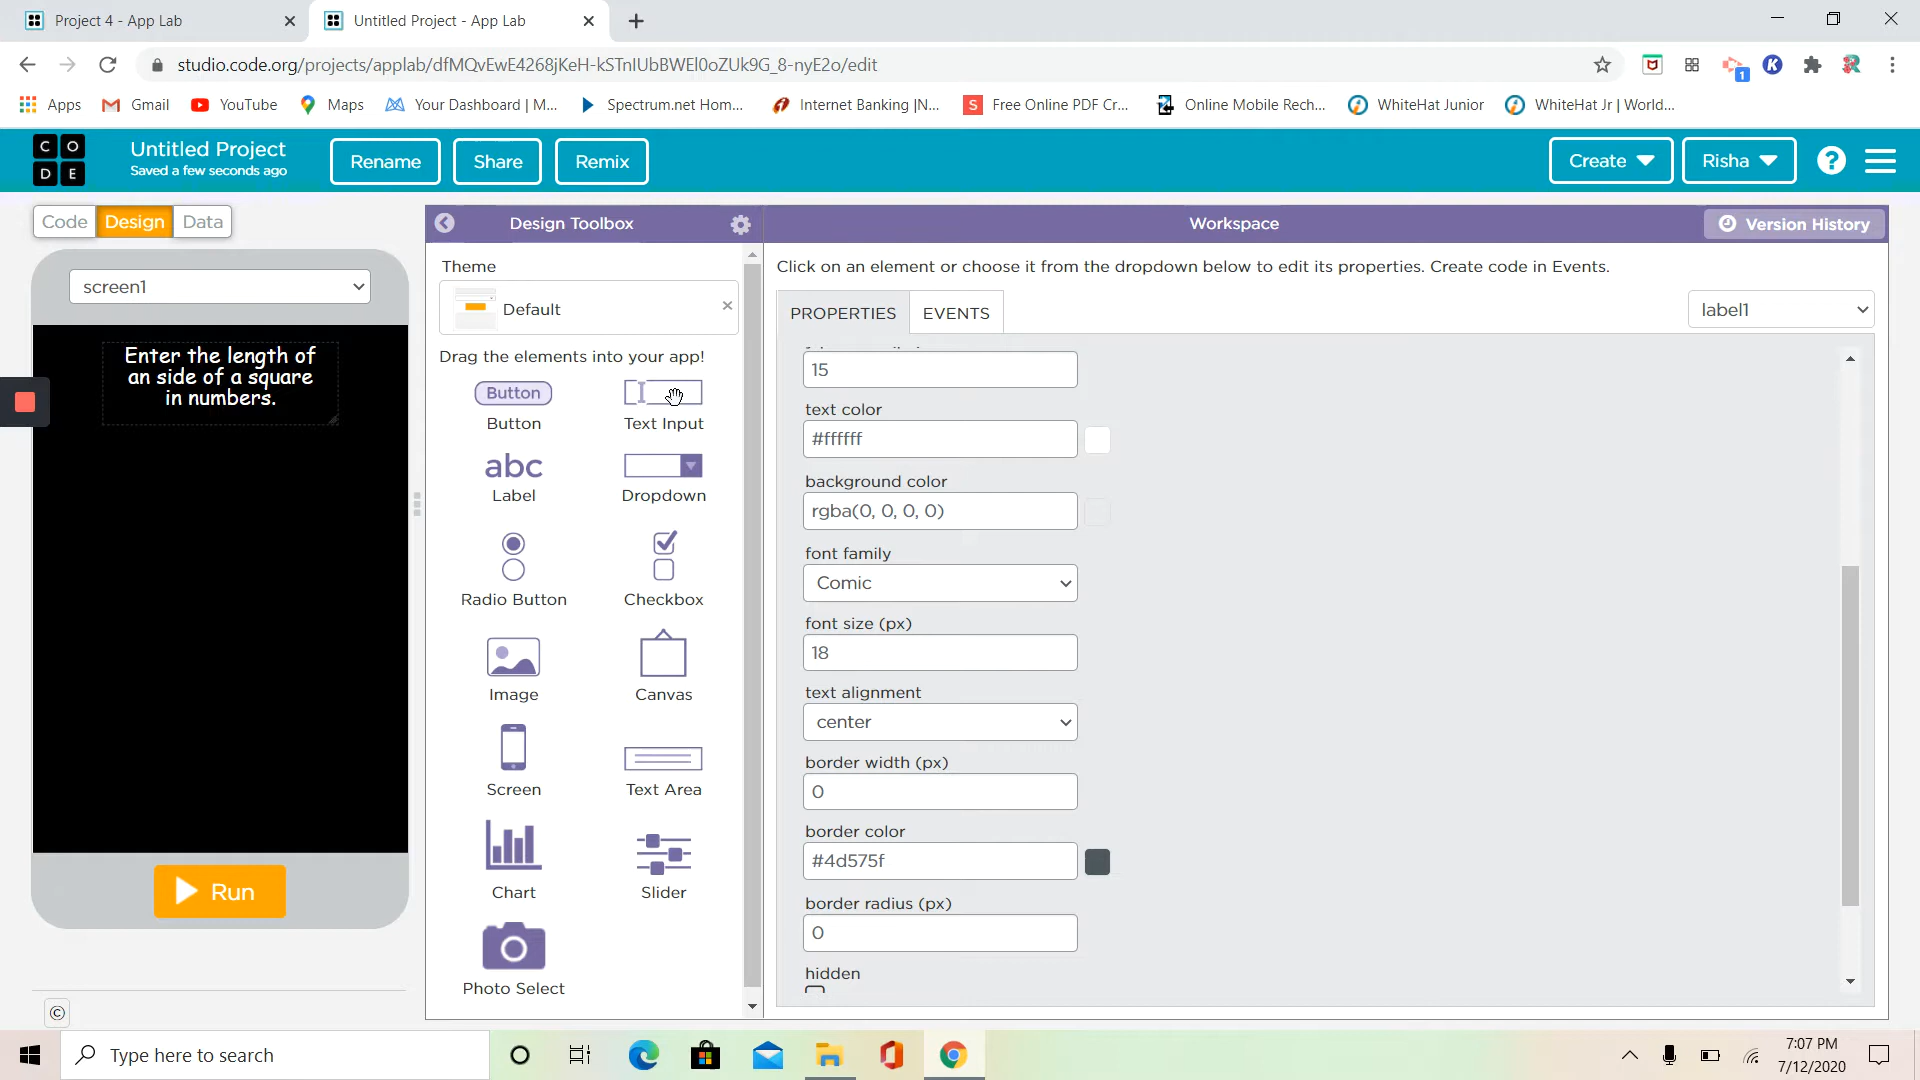 Project 4 - App Lab
Untitled Project - App Lab
studio.code.org/projects/applab/dfMQvEwE4268jKeH-kSTnIUbBWEl0oZUk9G_8-nyE2o/edit
1
K
Apps
Gmail
YouTube
Maps
Your Dashboard | M...
Spectrum.net Hom...
Internet Banking |N...
S
Free Online PDF Cr...
Online Mobile Rech...
WhiteHat Junior
WhiteHat Jr | World...
C O
D E
Untitled Project
Saved a few seconds ago
Rename
Share
Remix
Create
Risha
?
Code
Design
Data
Design Toolbox
Workspace
Version History
screen1
Enter the length of
an side of a square
in numbers.
Run
©
Theme
Default
Drag the elements into your app!
Button
Button
Text Input
abc
Label
Dropdown
Radio Button
Checkbox
Image
Canvas
Screen
Text Area
Chart
Slider
Photo Select
Click on an element or choose it from the dropdown below to edit its properties. Create code in Events.
PROPERTIES
EVENTS
label1
15
text color
#ffffff
background color
rgba(0, 0, 0, 0)
font family
Comic
font size (px)
18
text alignment
center
border width (px)
0
border color
#4d575f
border radius (px)
0
hidden
Type here to search
7:07 PM
7/12/2020